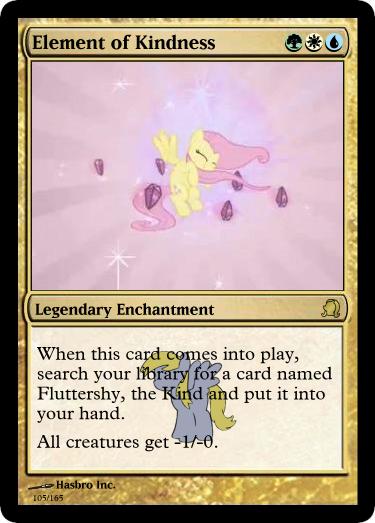 Element of Kindness
Legendary Enchantment
When this card comes into play,
search your library for a card named
Fluttershy, the Kind and put it into
your hand.
All creatures get -1/-0.
Hasbro Inc.
105/165